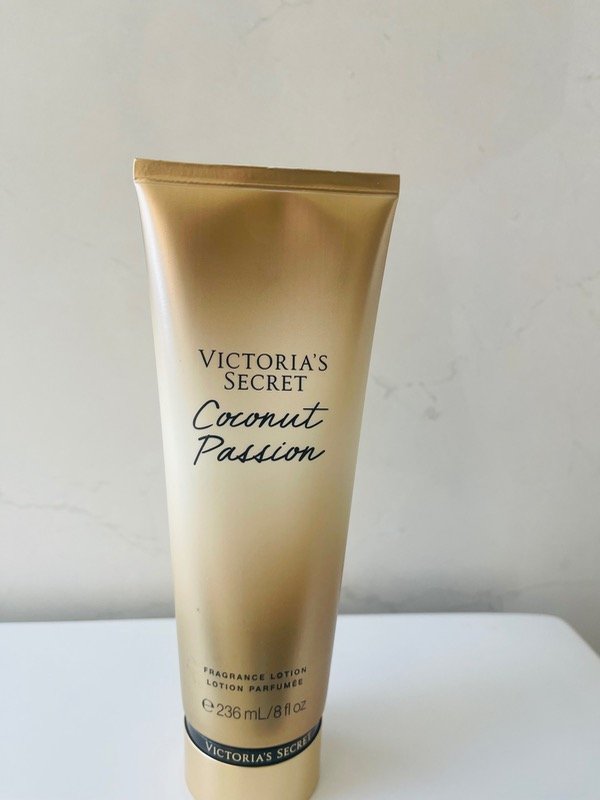 VICTORIA'S
SECRET
Coconut
Passion
FRAGRANCE LOTION
LOTION PARFUMÉE
℮ 236 mL/8 fl oz
VICTORIA'S SECRET